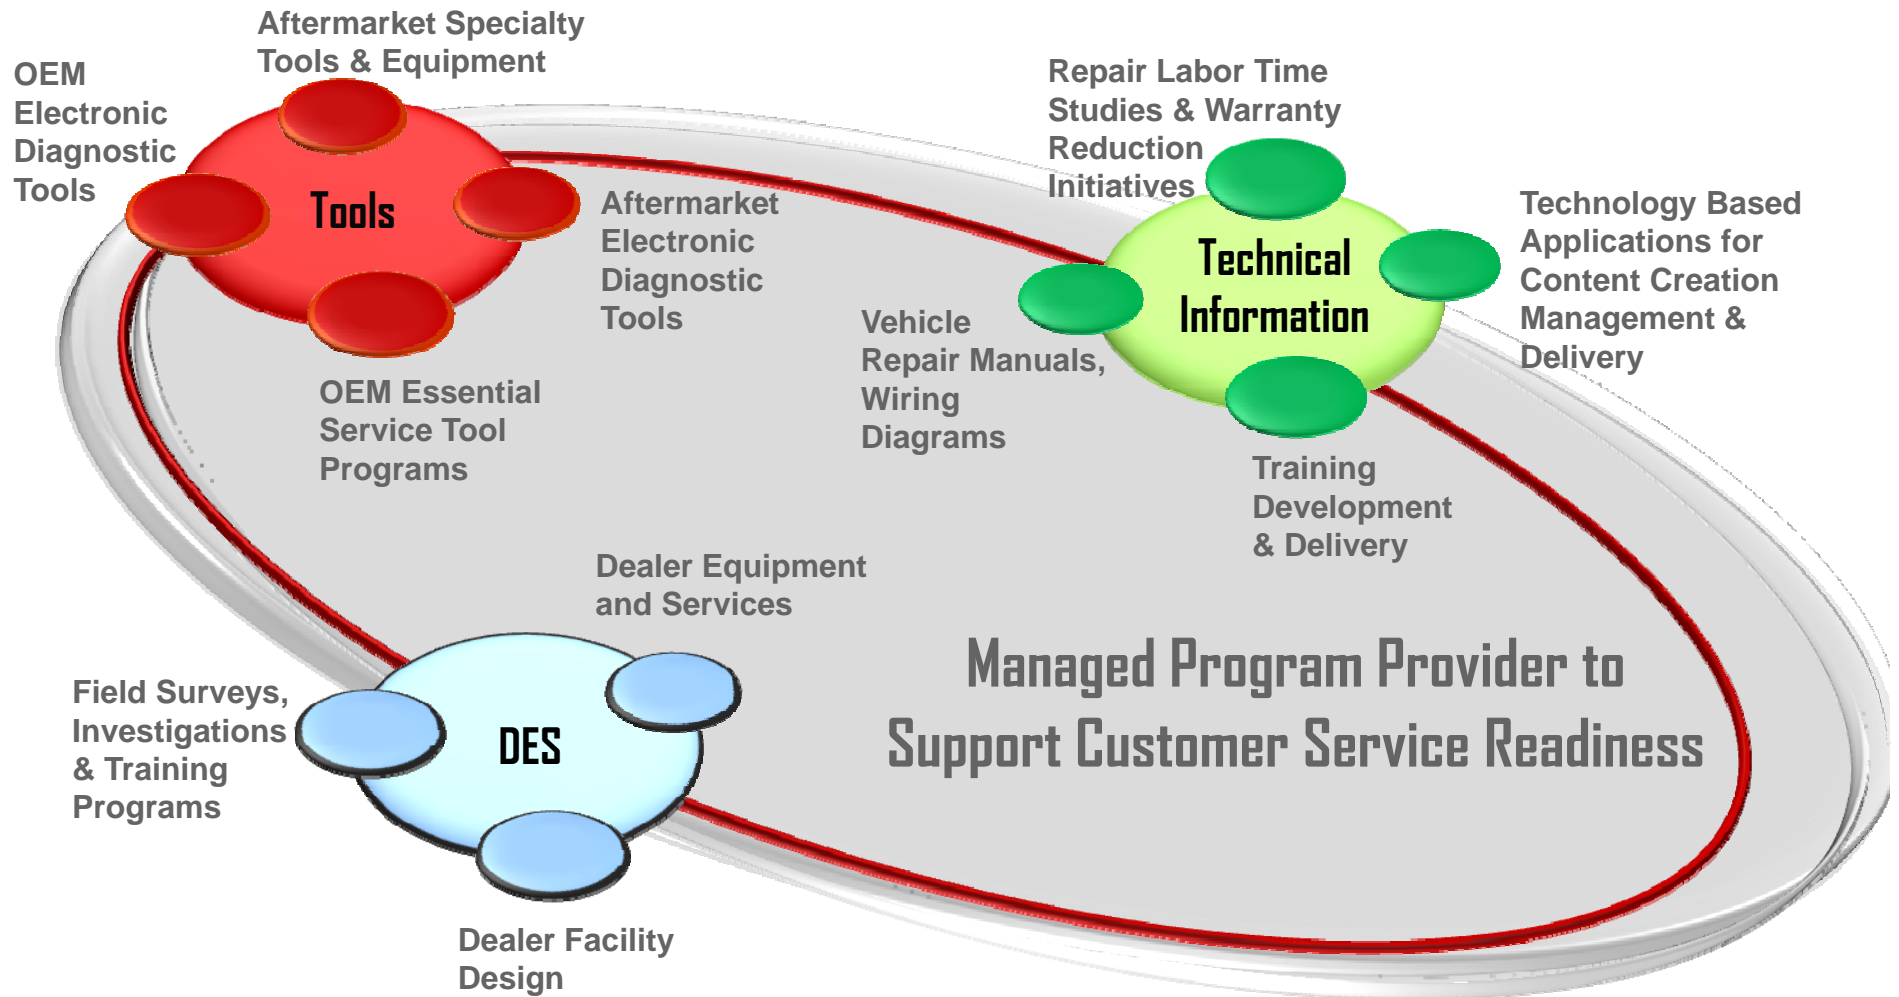 Aftermarket Specialty
Tools & Equipment
OEM
Electronic
Diagnostic
Tools
Tools
Aftermarket
Electronic
Diagnostic
Tools
OEM Essential
Service Tool
Programs
Repair Labor Time
Studies & Warranty
Reduction
Initiatives
Technical
Information
Technology Based
Applications for
Content Creation
Management &
Delivery
Vehicle
Repair Manuals,
Wiring
Diagrams
Training
Development
& Delivery
Dealer Equipment
and Services
Field Surveys,
Investigations
& Training
Programs
DES
Dealer Facility
Design
Managed Program Provider to
Support Customer Service Readiness